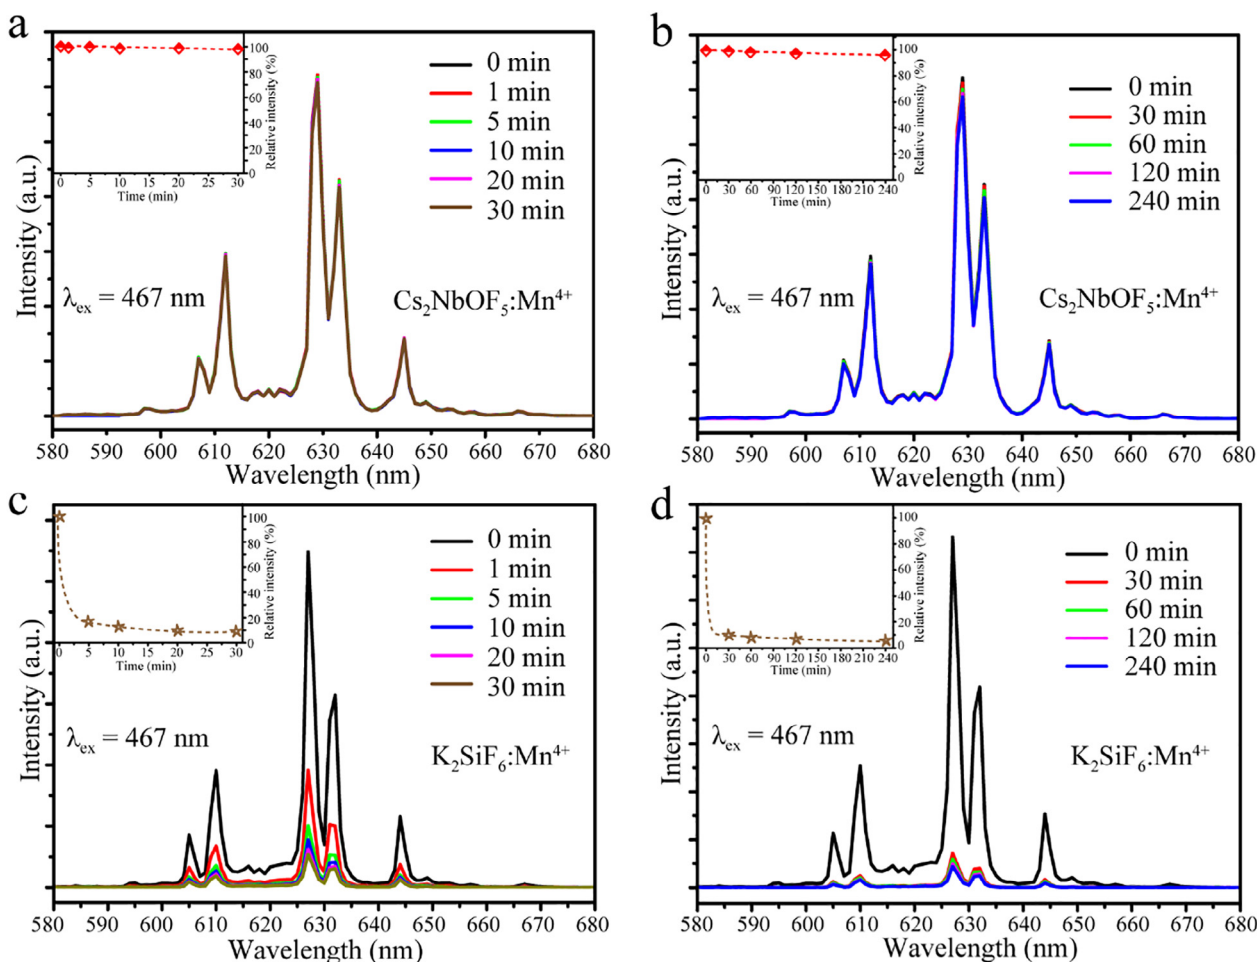 a
0 min
1 min
5 min
10 min
20 min
30 min
100
80
60
40
20
0
Relative intensity (%)
0 5 10 15 20 25 30
Time (min)
λex = 467 nm
Cs2NbOF5:Mn4+
Intensity (a.u.)
580 590 600 610 620 630 640 650 660 670 680
Wavelength (nm)
b
0 min
30 min
60 min
120 min
240 min
100
80
60
40
20
0
Relative intensity (%)
0 30 60 90 120 150 180 210 240
Time (min)
λex = 467 nm
Cs2NbOF5:Mn4+
Intensity (a.u.)
580 590 600 610 620 630 640 650 660 670 680
Wavelength (nm)
c
0 min
1 min
5 min
10 min
20 min
30 min
100
80
60
40
20
0
Relative intensity (%)
0 5 10 15 20 25 30
Time (min)
λex = 467 nm
K2SiF6:Mn4+
Intensity (a.u.)
580 590 600 610 620 630 640 650 660 670 680
Wavelength (nm)
d
0 min
30 min
60 min
120 min
240 min
100
80
60
40
20
0
Relative intensity (%)
0 30 60 90 120 150 180 210 240
Time (min)
λex = 467 nm
K2SiF6:Mn4+
Intensity (a.u.)
580 590 600 610 620 630 640 650 660 670 680
Wavelength (nm)